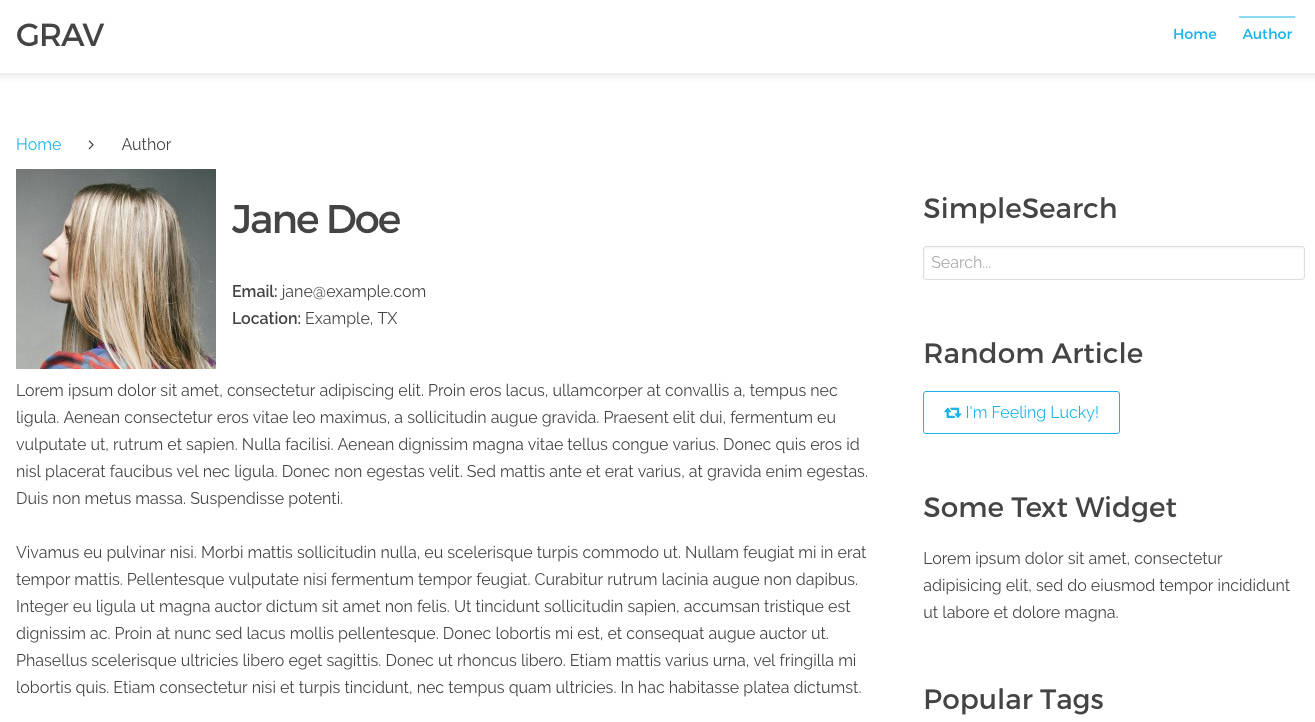 GRAV
Home
Author
Home
Author
Jane Doe
Email: jane@example.com
Location: Example, TX
Lorem ipsum dolor sit amet, consectetur adipiscing elit. Proin eros lacus, ullamcorper at convallis a, tempus nec
ligula. Aenean consectetur eros vitae leo maximus, a sollicitudin augue gravida. Praesent elit dui, fermentum eu
vulputate ut, rutrum et sapien. Nulla facilisi. Aenean dignissim magna vitae tellus congue varius. Donec quis eros id
nisl placerat faucibus vel nec ligula. Donec non egestas velit. Sed mattis ante et erat varius, at gravida enim egestas.
Duis non metus massa. Suspendisse potenti.
Vivamus eu pulvinar nisi. Morbi mattis sollicitudin nulla, eu scelerisque turpis commodo ut. Nullam feugiat mi in erat
tempor mattis. Pellentesque vulputate nisi fermentum tempor feugiat. Curabitur rutrum lacinia augue non dapibus.
Integer eu ligula ut magna auctor dictum sit amet non felis. Ut tincidunt sollicitudin sapien, accumsan tristique est
dignissim ac. Proin at nunc sed lacus mollis pellentesque. Donec lobortis mi est, et consequat augue auctor ut.
Phasellus scelerisque ultricies libero eget sagittis. Donec ut rhoncus libero. Etiam mattis varius urna, vel fringilla mi
lobortis quis. Etiam consectetur nisi et turpis tincidunt, nec tempus quam ultricies. In hac habitasse platea dictumst.
SimpleSearch
Search...
Random Article
I'm Feeling Lucky!
Some Text Widget
Lorem ipsum dolor sit amet, consectetur
adipisicing elit, sed do eiusmod tempor incididunt
ut labore et dolore magna.
Popular Tags